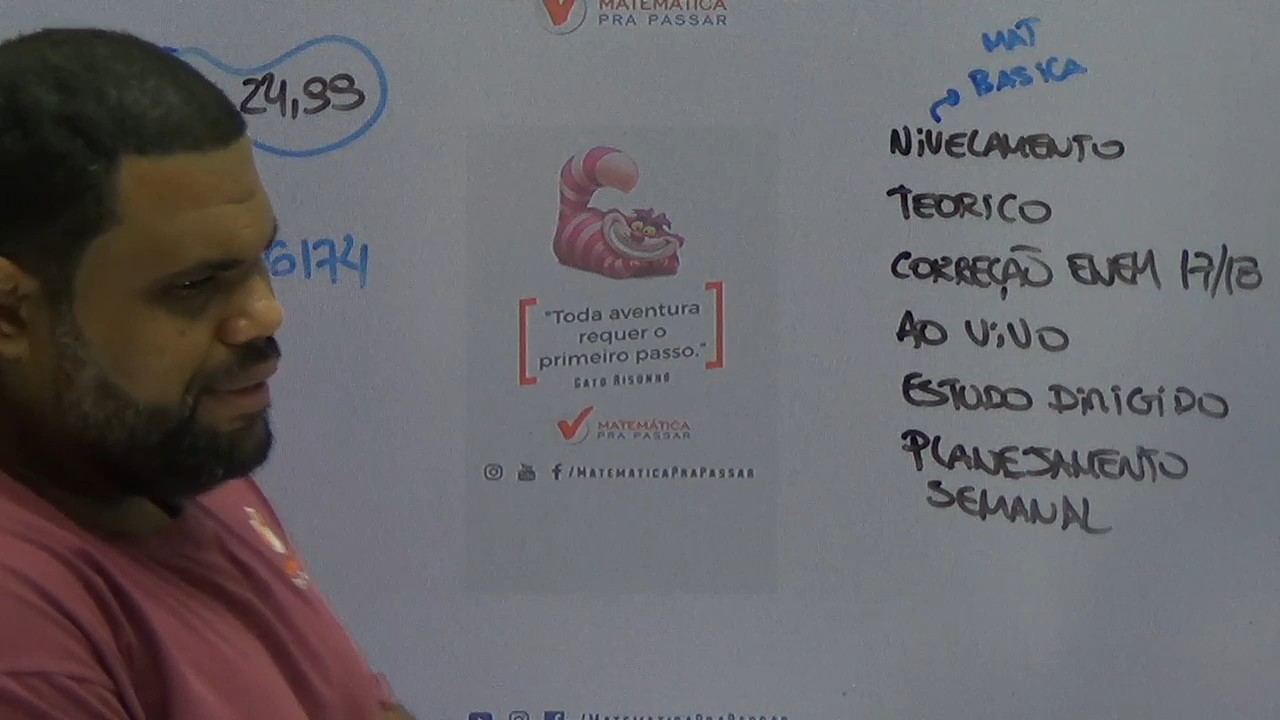 MATEMÁTICA
PRA PASSAR
24,99
6174
"Toda aventura
requer o
primeiro passo."
GATO RISONHO
MATEMÁTICA
PRA PASSAR
/MATEMATICAPRAPASSAR
MAT
BASICA
NIVELAMENTO
TEORICO
CORREÇÃO ENEM 17/18
AO VIVO
ESTUDO DIRIGIDO
PLANEJAMENTO
SEMANAL
/MATEMATICAPRAPASSAR